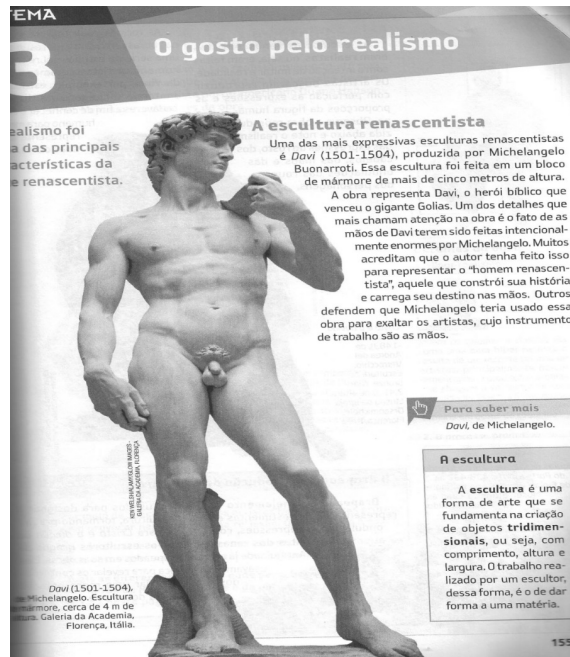 TEMA
3
O gosto pelo realismo
ealismo foi
a das principais
acterísticas da
e renascentista.
A escultura renascentista
Uma das mais expressivas esculturas renascentistas
é Davi (1501-1504), produzida por Michelangelo
Buonarroti. Essa escultura foi feita em um bloco
de mármore de mais de cinco metros de altura.
A obra representa Davi, o herói bíblico que
venceu o gigante Golias. Um dos detalhes que
mais chamam atenção na obra é o fato de as
mãos de Davi terem sido feitas intencional-
mente enormes por Michelangelo. Muitos
acreditam que o autor tenha feito isso
para representar o “homem renascen-
tista”, aquele que constrói sua história
e carrega seu destino nas mãos. Outros
defendem que Michelangelo teria usado essa
obra para exaltar os artistas, cujo instrumento
de trabalho são as mãos.
Para saber mais
Davi, de Michelangelo.
A escultura
A escultura é uma
forma de arte que se
fundamenta na criação
de objetos tridimen-
sionais, ou seja, com
comprimento, altura e
largura. O trabalho rea-
lizado por um escultor,
dessa forma, é o de dar
forma a uma matéria.
GALERIA DA ACADEMIA, FLORENÇA
Davi (1501-1504),
de Michelangelo. Escultura
mármore, cerca de 4 m de
altura. Galeria da Academia,
Florença, Itália.
155